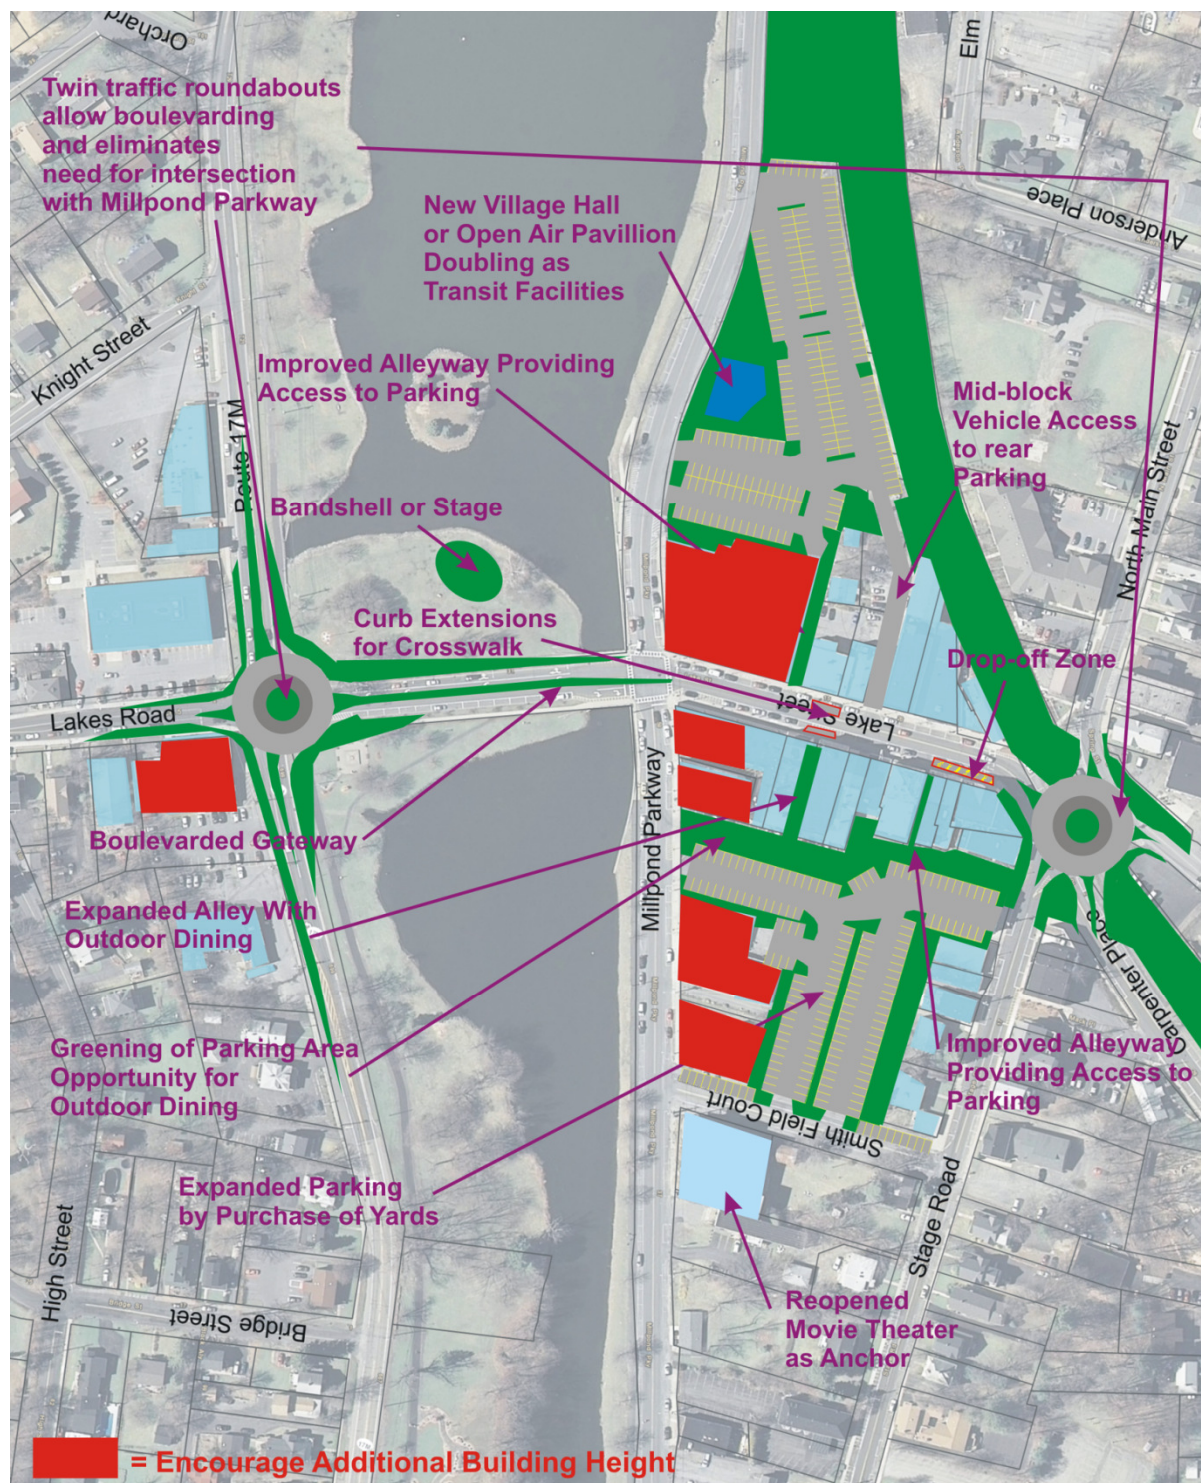 Orchard
Elm
Twin traffic roundabouts
allow boulevarding
and eliminates
need for intersection
with Millpond Parkway
Anderson Place
New Village Hall
or Open Air Pavillion
Doubling as
Transit Facilities
Knight Street
Improved Alleyway Providing
Access to Parking
Mid-block
Vehicle Access
to rear
Parking
Route 17M
North Main Street
Bandshell or Stage
Curb Extensions
for Crosswalk
Drop-off Zone
Lakes Road
Lake Street
Boulevarded Gateway
Millpond Parkway
Expanded Alley With
Outdoor Dining
Carpenter Place
Greening of Parking Area
Opportunity for
Outdoor Dining
Improved Alleyway
Providing Access to
Parking
Smith Field Court
Expanded Parking
by Purchase of Yards
Stage Road
High Street
Bridge Street
Reopened
Movie Theater
as Anchor
= Encourage Additional Building Height